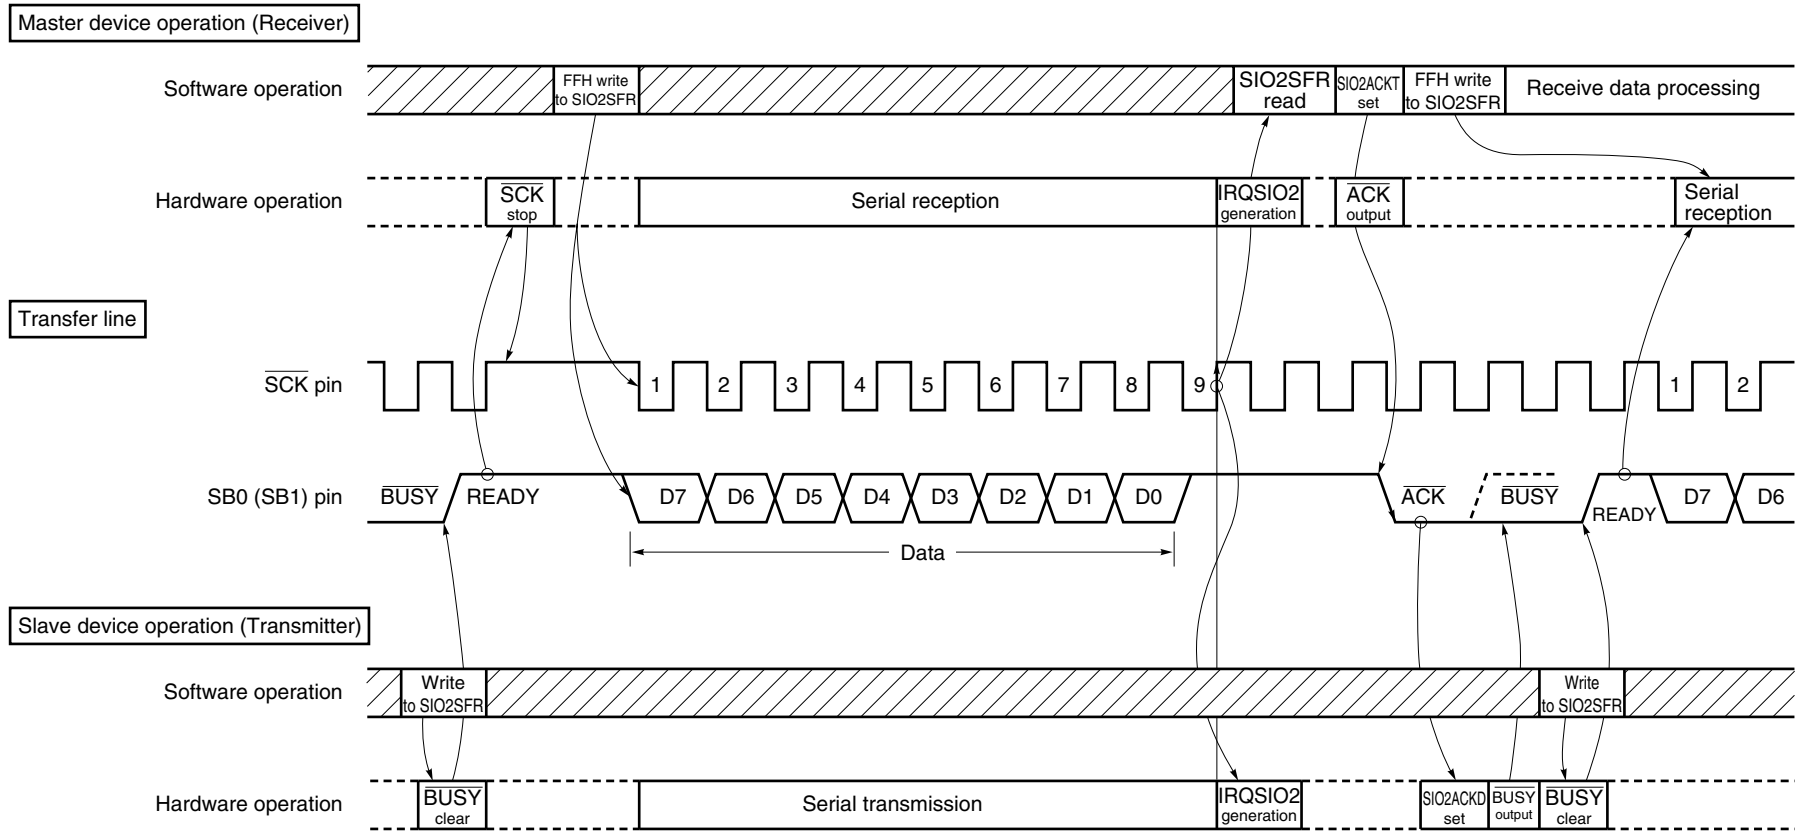 Master device operation (Receiver)
Software operation
FFH write
to SIO2SFR
SIO2SFR
read
SIO2ACKT
set
FFH write
to SIO2SFR
Receive data processing
Hardware operation
SCK
stop
Serial reception
IRQSIO2
generation
ACK
output
Serial
reception
Transfer line
SCK pin
1 2 3 4 5 6 7 8 9 1 2
SB0 (SB1) pin
BUSY READY D7 D6 D5 D4 D3 D2 D1 D0 ACK BUSY READY D7 D6
Data
Slave device operation (Transmitter)
Software operation
Write
to SIO2SFR
Write
to SIO2SFR
Hardware operation
BUSY
clear
Serial transmission
IRQSIO2
generation
SIO2ACKD
set
BUSY
output
BUSY
clear